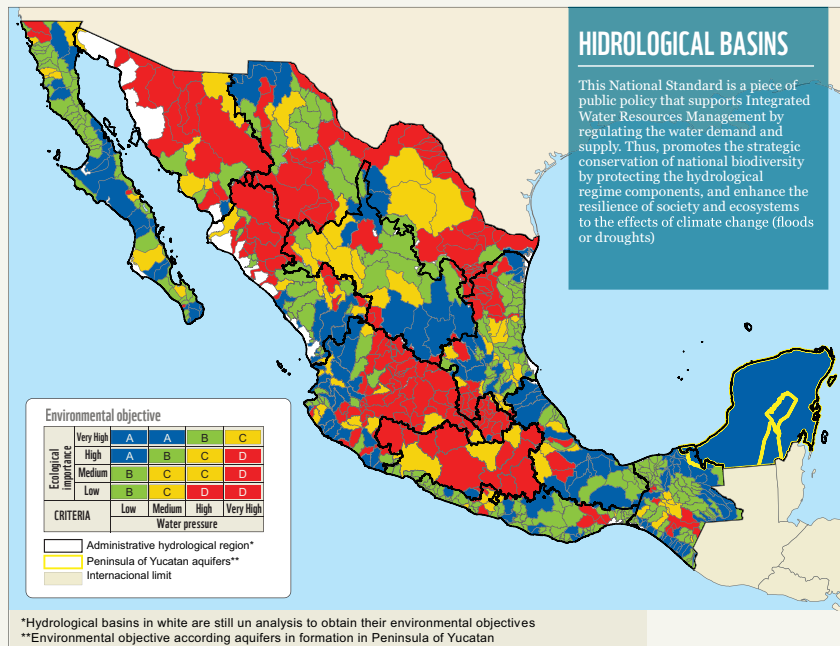 HIDROLOGICAL BASINS
This National Standard is a piece of
public policy that supports Integrated
Water Resources Management by
regulating the water demand and
supply. Thus, promotes the strategic
conservation of national biodiversity
by protecting the hydrological
regime components, and enhance the
resilience of society and ecosystems
to the effects of climate change (floods
or droughts)
Environmental objective
Ecological
importance
Very High A A B C
High A B C D
Medium B C C D
Low B C D D
CRITERIA
Low Medium High Very High
Water pressure
Administrative hydrological region*
Peninsula of Yucatan aquifers**
Internacional limit
*Hydrological basins in white are still un analysis to obtain their environmental objectives
**Environmental objective according aquifers in formation in Peninsula of Yucatan